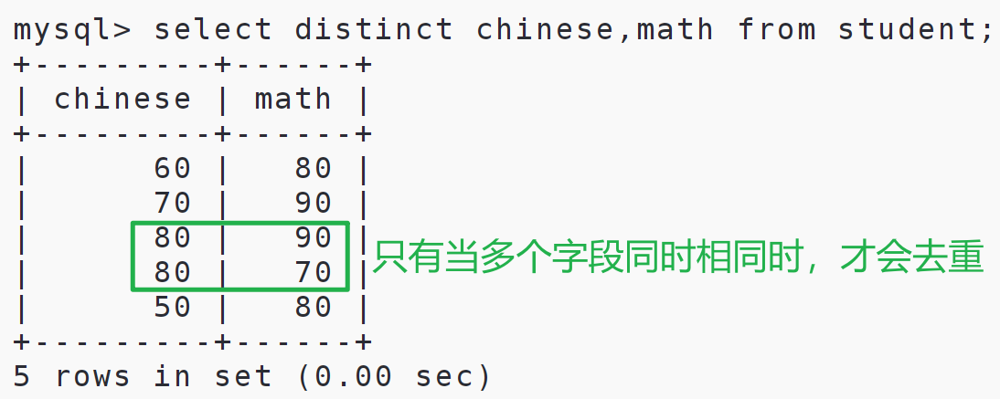 mysql> select distinct chinese,math from student;
+---------+------+
| chinese | math |
+---------+------+
|      60 |   80 |
|      70 |   90 |
|      80 |   90 |
|      80 |   70 |
|      50 |   80 |
+---------+------+
5 rows in set (0.00 sec)
只有当多个字段同时相同时，才会去重